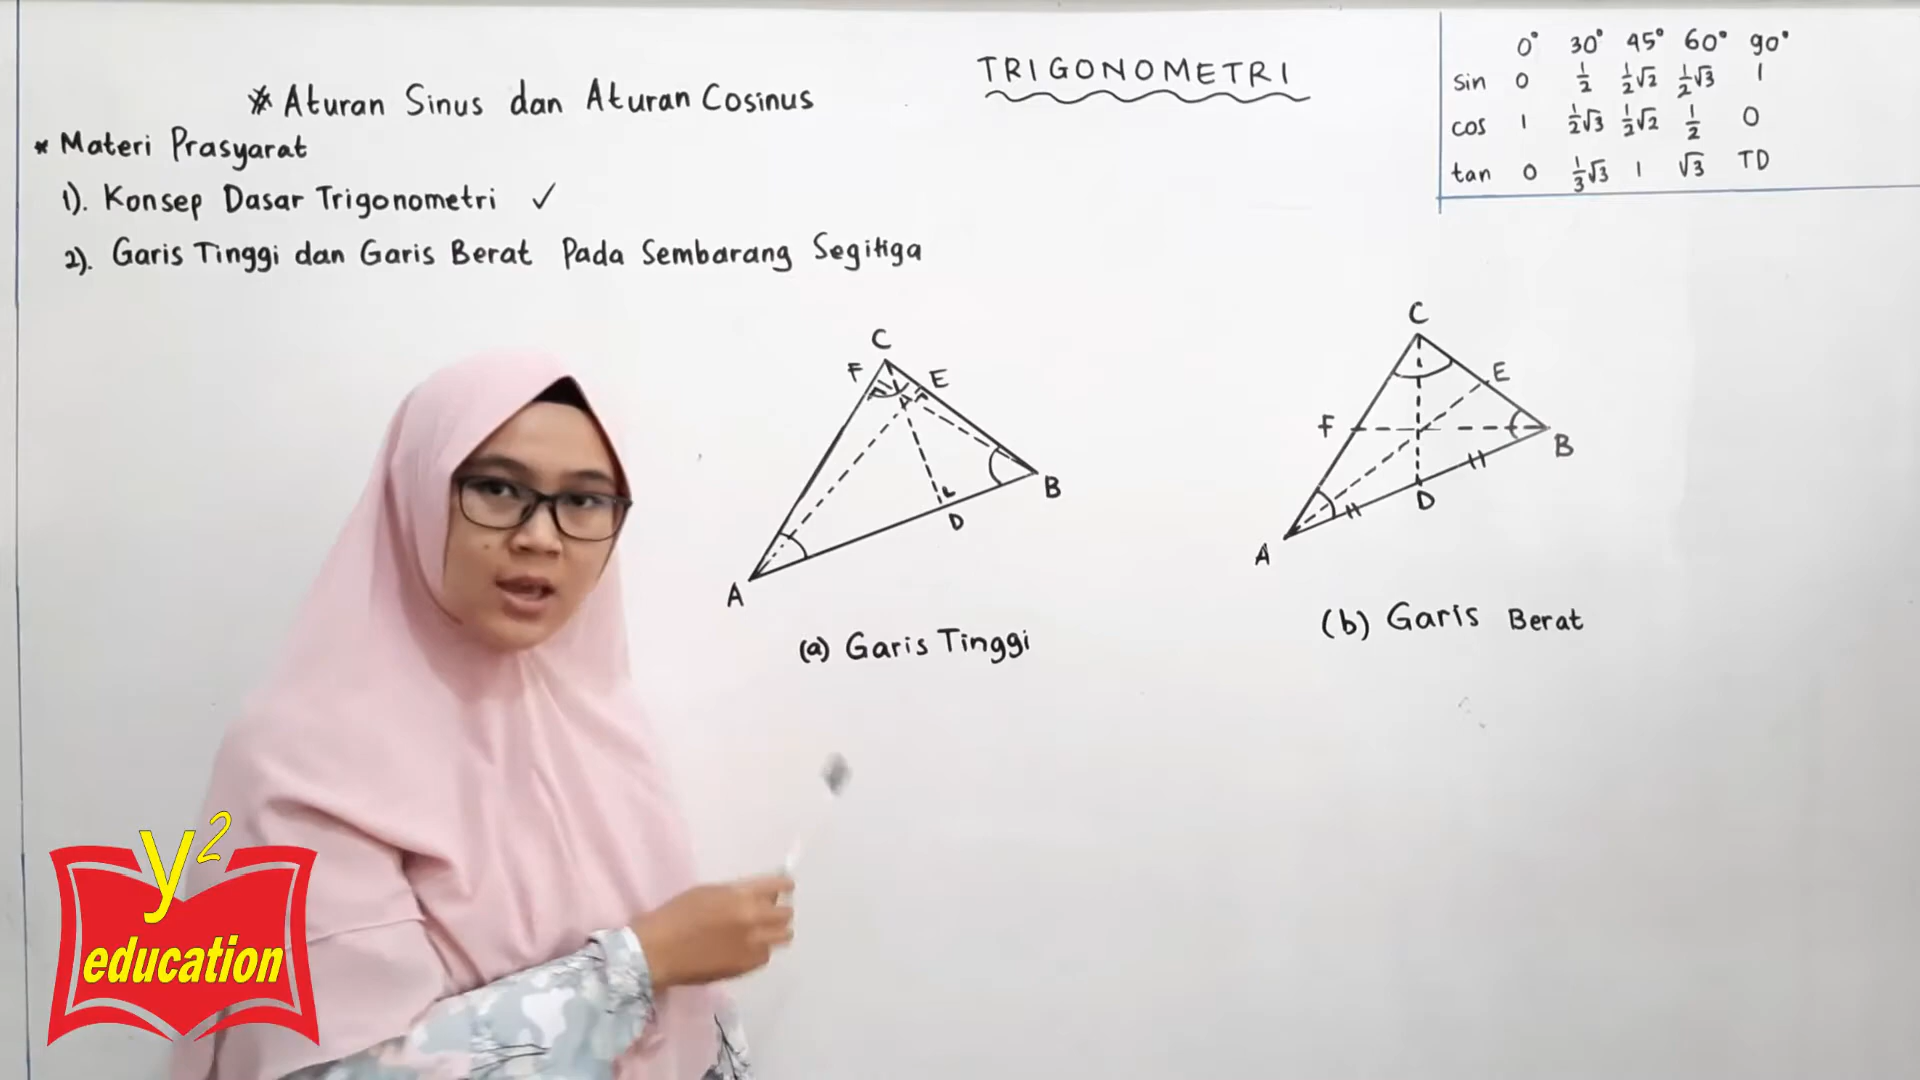 TRIGONOMETRI
* Aturan Sinus dan Aturan Cosinus
* Materi Prasyarat
1). Konsep Dasar Trigonometri ✓
2). Garis Tinggi dan Garis Berat Pada Sembarang Segitiga
0° 30° 45° 60° 90°
sin 0 1/2 1/2√2 1/2√3 1
cos 1 1/2√3 1/2√2 1/2 0
tan 0 1/3√3 1 √3 TD
C
F E
B
D
A
(a) Garis Tinggi
C
E
F
B
D
A
(b) Garis Berat
y²
education